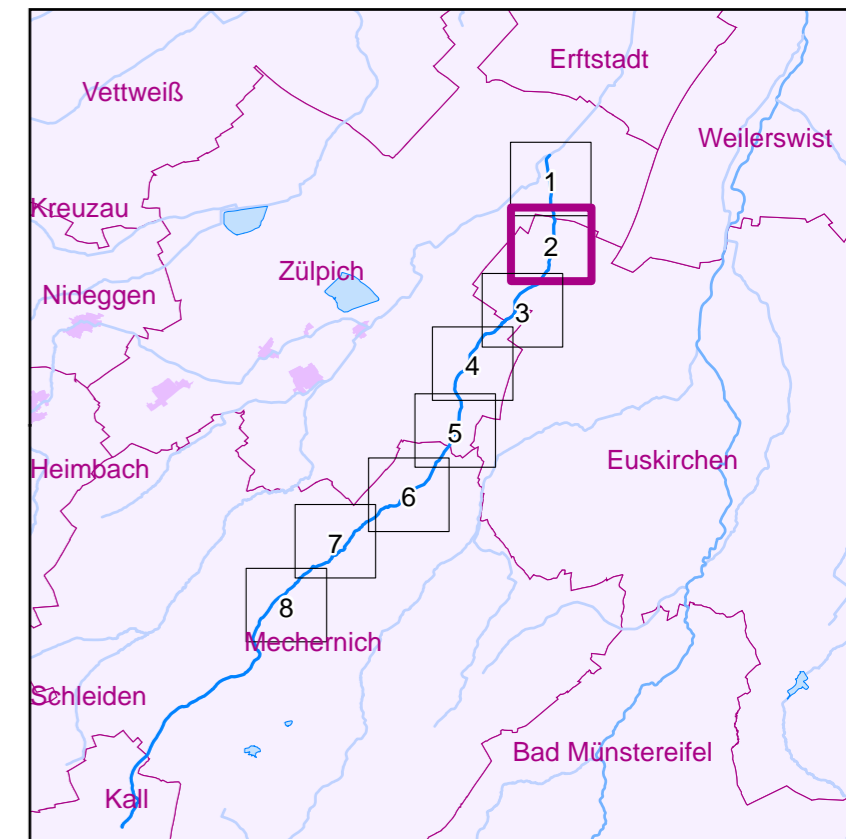 Erftstadt
Vettweiß
Weilerswist
1
Kreuzau
2
Zülpich
Nideggen
3
4
5
Euskirchen
Heimbach
6
7
8
Mechernich
Schleiden
Bad Münstereifel
Kall